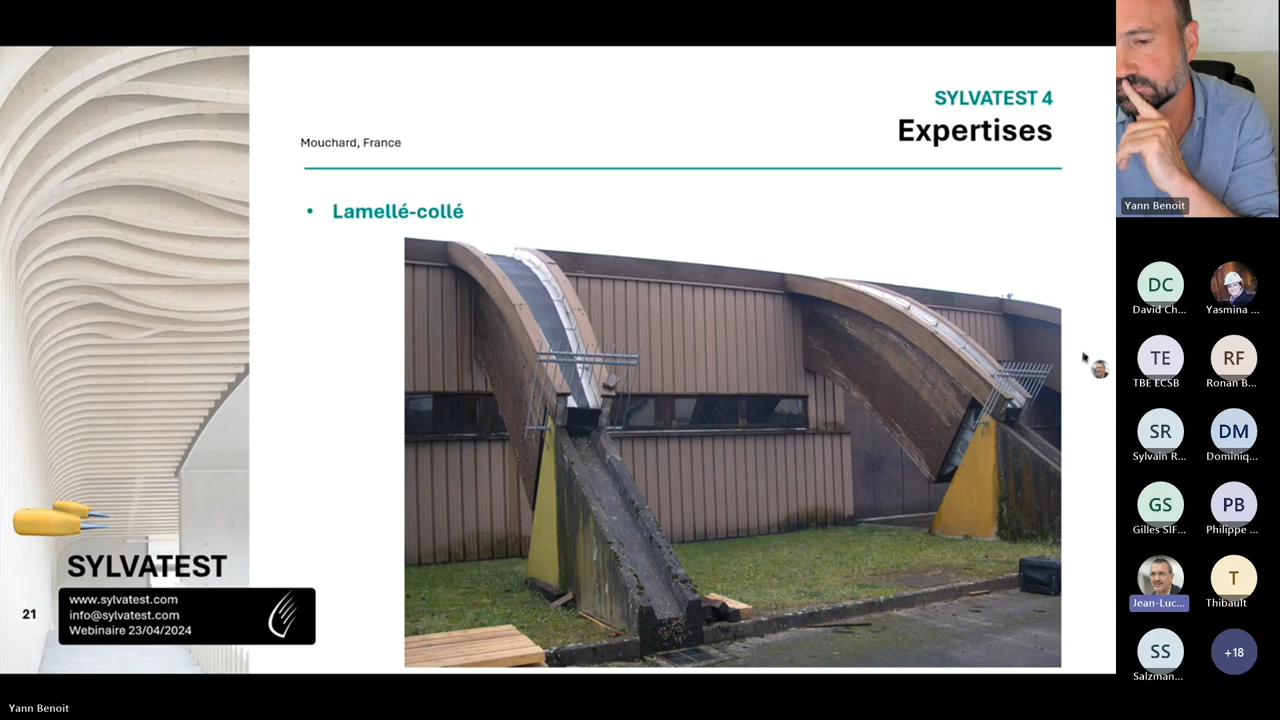 SYLVATEST 4
Expertises
Mouchard, France
• Lamellé-collé
SYLVATEST
www.sylvatest.com
info@sylvatest.com
Webinaire 23/04/2024
21
Yann Benoit
DC
David Ch...
Yasmina ...
TE
TBE ECSB
RF
Ronan B...
SR
Sylvain R...
DM
Dominiq...
GS
Gilles SIF...
PB
Philippe ...
Jean-Luc...
T
Thibault
SS
Salzman...
+18
Yann Benoit